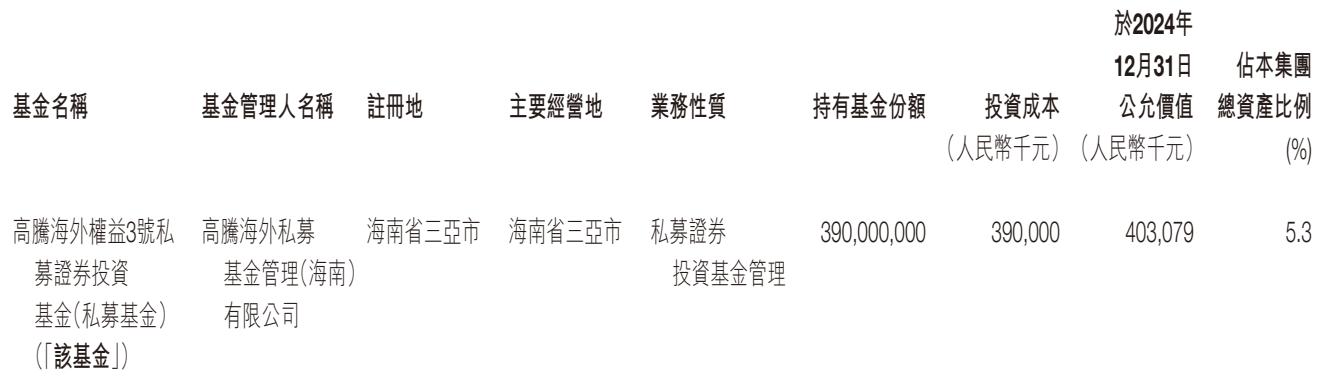 於2024年
12月31日 佔本集團
基金名稱 基金管理人名稱 註冊地 主要經營地 業務性質 持有基金份額 投資成本 公允價值 總資產比例
(人民幣千元) (人民幣千元) (%)
高騰海外權益3號私 高騰海外私募 海南省三亞市 海南省三亞市 私募證券 390,000,000 390,000 403,079 5.3
募證券投資 基金管理(海南) 投資基金管理
基金(私募基金) 有限公司
(「該基金」)